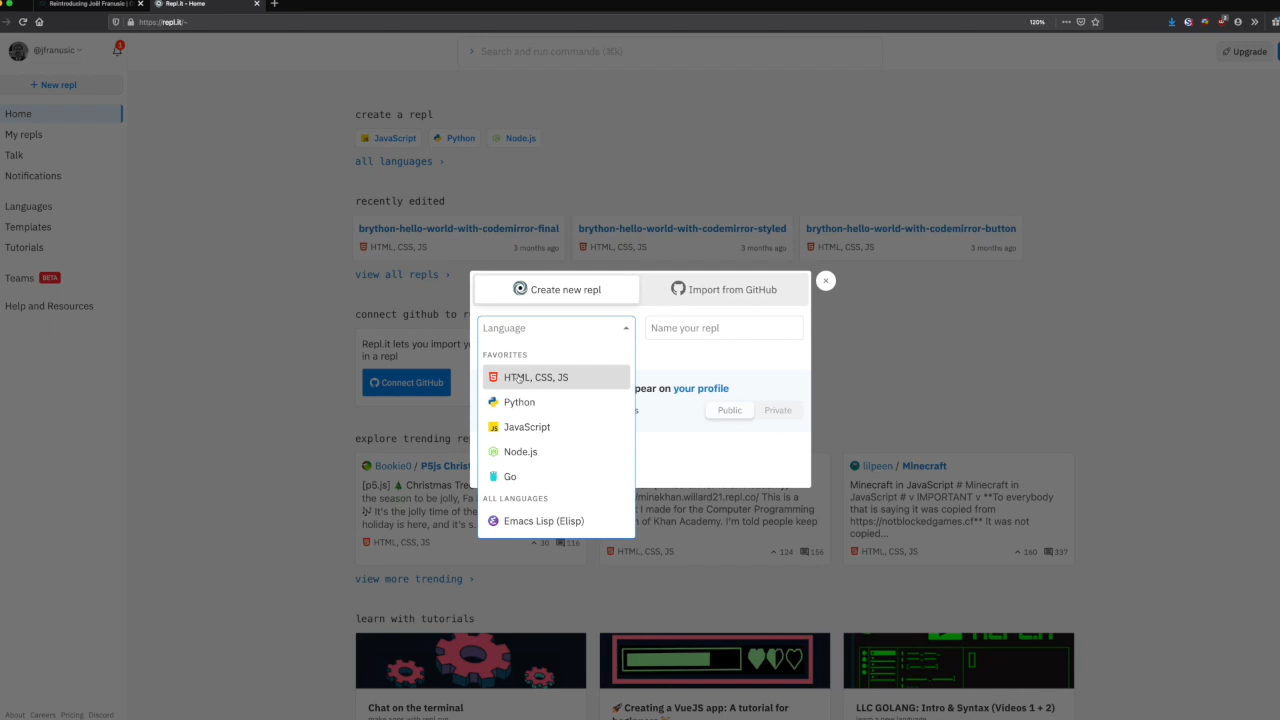 Reintroducing Joël Franusic | (
Repl.it - Home
https://repl.it/~
120%
@jfranusic
1
Search and run commands (⌘k)
Upgrade
+ New repl
Home
My repls
Talk
Notifications
Languages
Templates
Tutorials
Teams BETA
Help and Resources
About Careers Pricing Discord
create a repl
JavaScript Python Node.js
all languages ›
recently edited
brython-hello-world-with-codemirror-final
HTML, CSS, JS 3 months ago
brython-hello-world-with-codemirror-styled
HTML, CSS, JS 3 months ago
brython-hello-world-with-codemirror-button
HTML, CSS, JS 3 months ago
view all repls ›
connect github to r
Repl.it lets you import y
in a repl
Connect GitHub
Create new repl
Import from GitHub
Language
Name your repl
FAVORITES
HTML, CSS, JS
Python
JavaScript
Node.js
Go
ALL LANGUAGES
Emacs Lisp (Elisp)
pear on your profile
s
Public Private
explore trending re
Bookie0 / P5js Christ
[p5.js] 🎄 Christmas Tree
the season to be jolly, Fa
🎶 It's the jolly time of the
holiday is here, and it's s
HTML, CSS, JS
30 116
/minekhan.willard21.repl.co/ This is a
t I made for the Computer Programming
n of Khan Academy. I'm told people keep
HTML, CSS, JS
124 156
lilpeen / Minecraft
Minecraft in JavaScript # Minecraft in
JavaScript # v IMPORTANT v **To everybody
that is saying it was copied from
https://notblockedgames.cf** It was not
copied...
HTML, CSS, JS
160 337
view more trending ›
learn with tutorials
Chat on the terminal
🚀 Creating a VueJS app: A tutorial for
LLC GOLANG: Intro & Syntax (Videos 1 + 2)